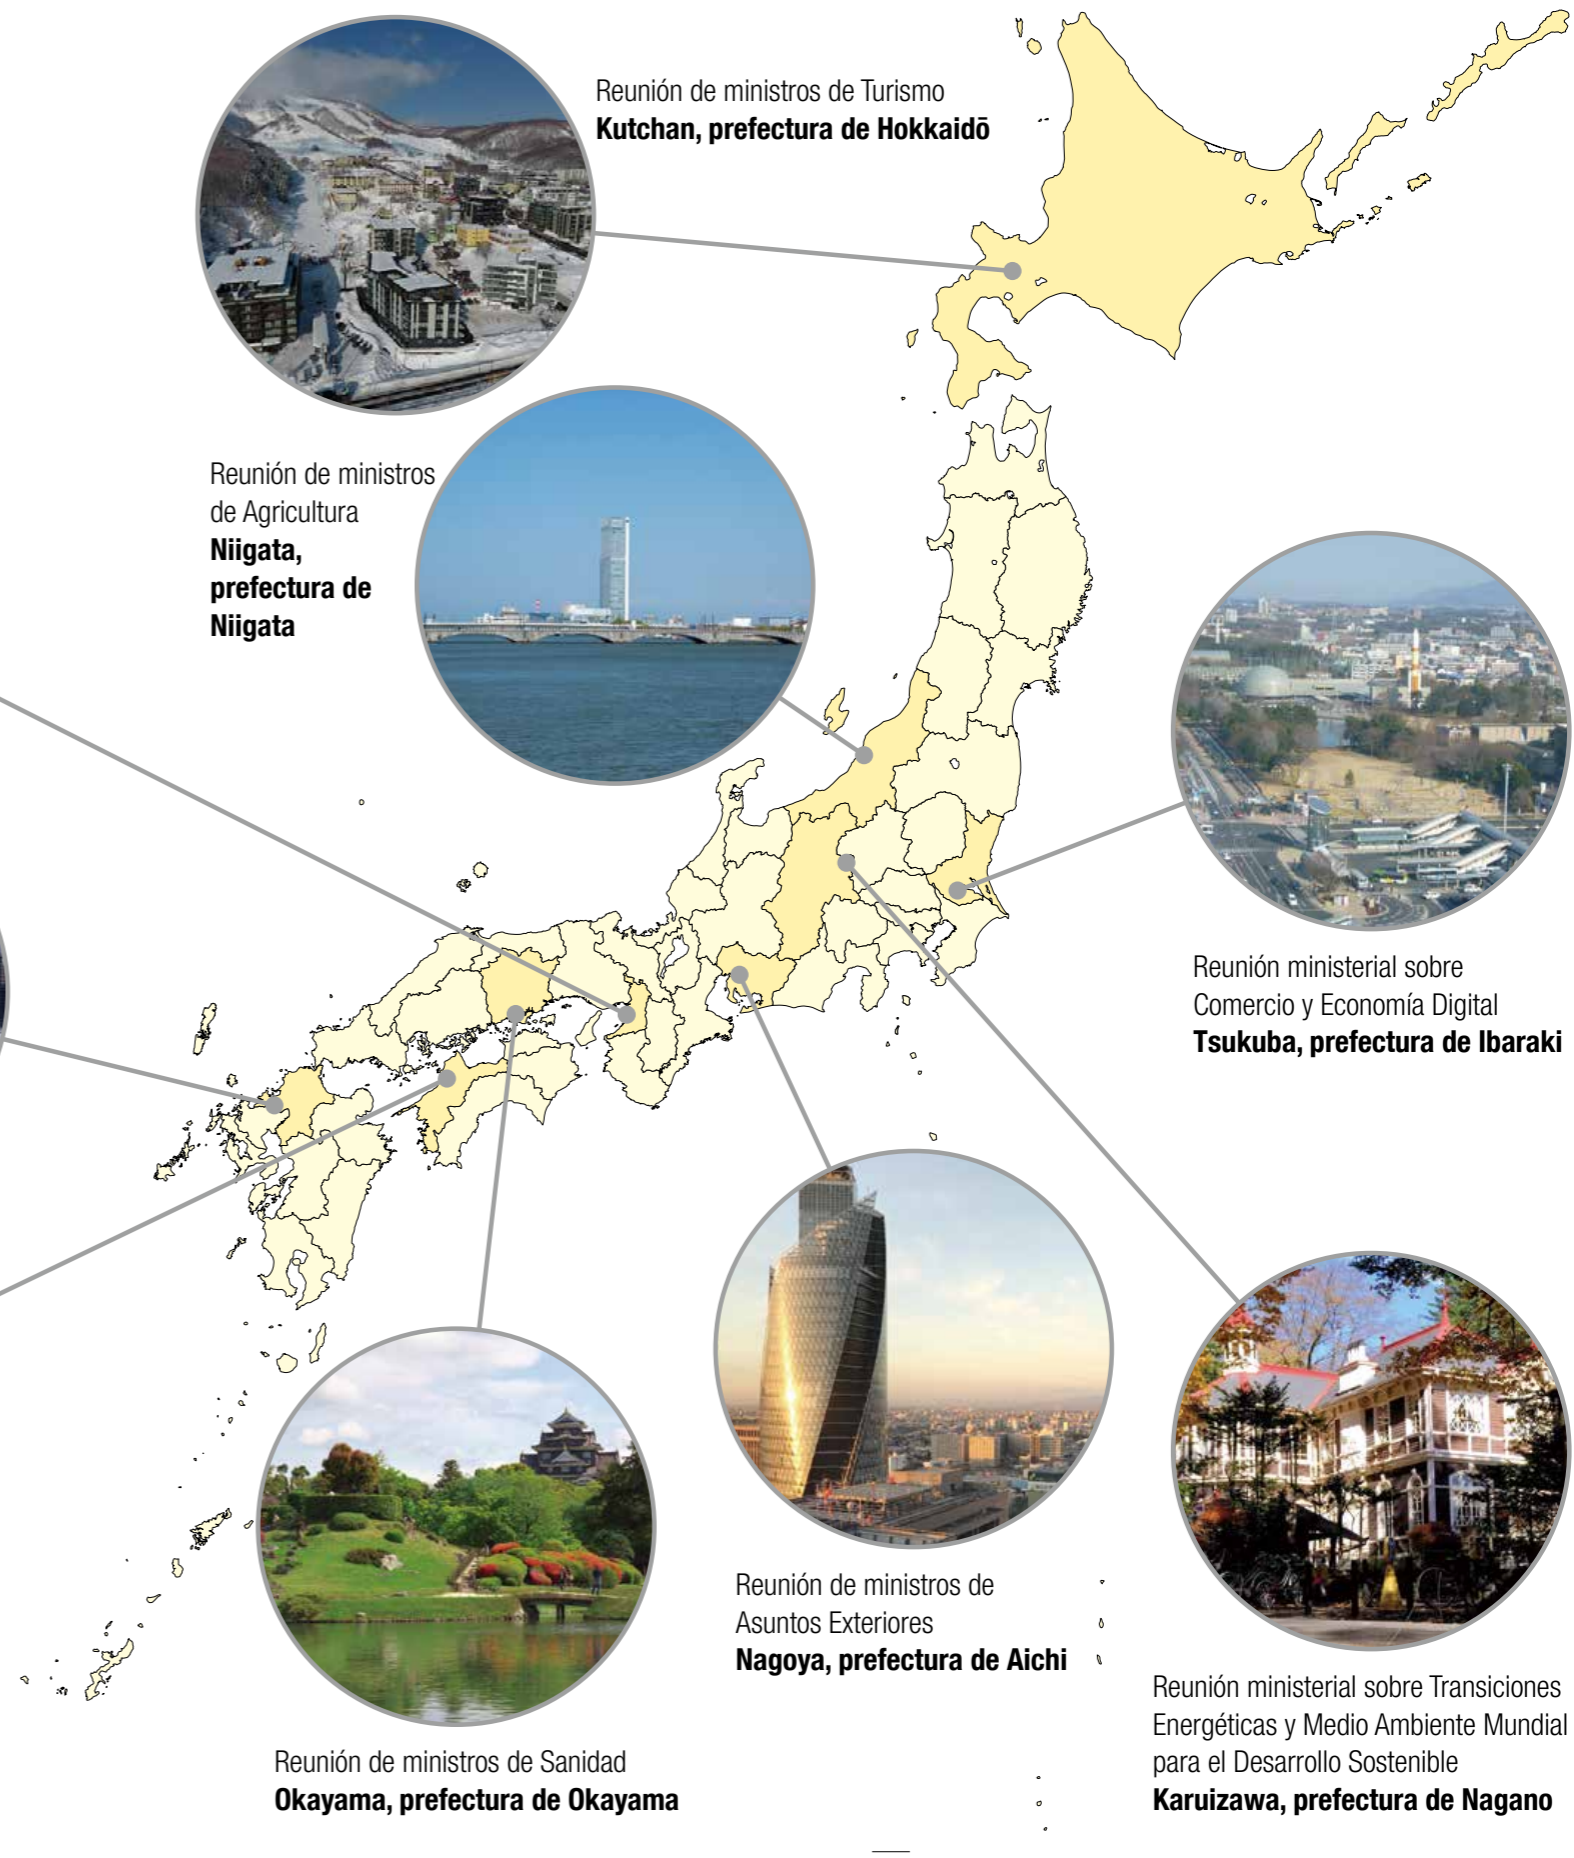 Reunión de ministros de Turismo
Kutchan, prefectura de Hokkaidō
Reunión de ministros
de Agricultura
Niigata,
prefectura de
Niigata
Reunión ministerial sobre
Comercio y Economía Digital
Tsukuba, prefectura de Ibaraki
Reunión de ministros de
Asuntos Exteriores
Nagoya, prefectura de Aichi
Reunión ministerial sobre Transiciones
Energéticas y Medio Ambiente Mundial
para el Desarrollo Sostenible
Karuizawa, prefectura de Nagano
Reunión de ministros de Sanidad
Okayama, prefectura de Okayama